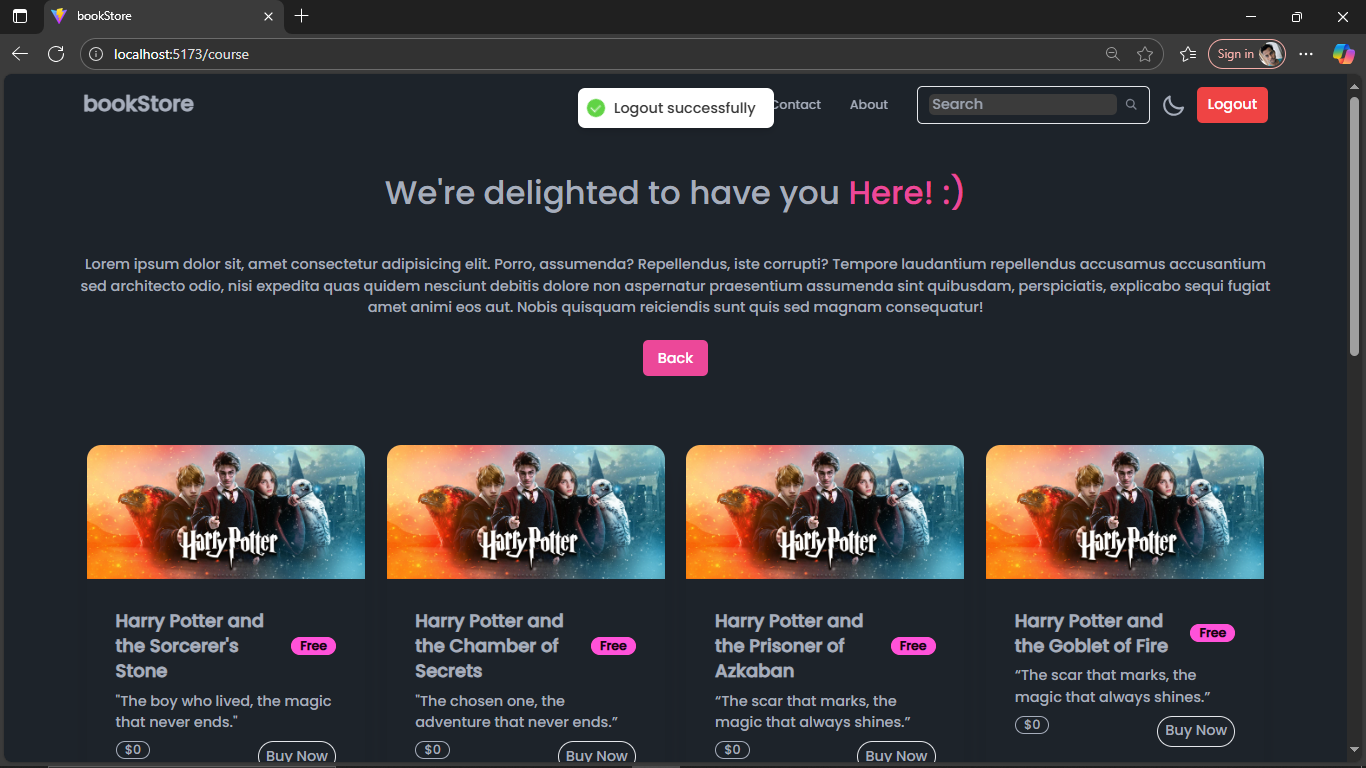 bookStore
localhost:5173/course
Sign in
bookStore
Logout successfully
Contact
About
Search
Logout
We're delighted to have you Here! :)
Lorem ipsum dolor sit, amet consectetur adipisicing elit. Porro, assumenda? Repellendus, iste corrupti? Tempore laudantium repellendus accusamus accusantium
sed architecto odio, nisi expedita quas quidem nesciunt debitis dolore non aspernatur praesentium assumenda sint quibusdam, perspiciatis, explicabo sequi fugiat
amet animi eos aut. Nobis quisquam reiciendis sunt quis sed magnam consequatur!
Back
Harry Potter
Harry Potter and
the Sorcerer's
Stone
Free
"The boy who lived, the magic
that never ends."
$0
Buy Now
Harry Potter
Harry Potter and
the Chamber of
Secrets
Free
"The chosen one, the
adventure that never ends.”
$0
Buy Now
Harry Potter
Harry Potter and
the Prisoner of
Azkaban
Free
“The scar that marks, the
magic that always shines.”
$0
Buy Now
Harry Potter
Harry Potter and
the Goblet of Fire
Free
“The scar that marks, the
magic that always shines.”
$0
Buy Now